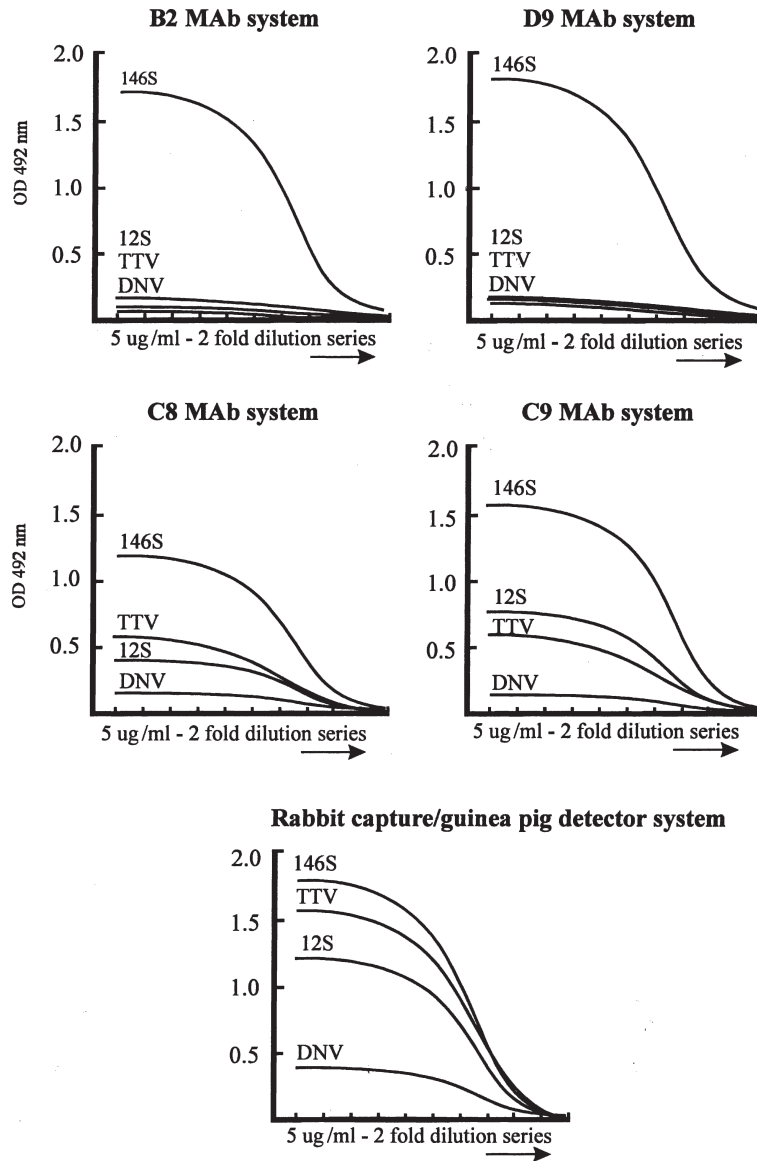 B2 MAb system
2.0
1.5
1.0
0.5
OD 492 nm
146S
12S
TTV
DNV
5 ug/ml - 2 fold dilution series
D9 MAb system
2.0
1.5
1.0
0.5
146S
12S
TTV
DNV
5 ug/ml - 2 fold dilution series
C8 MAb system
2.0
1.5
1.0
0.5
OD 492 nm
146S
TTV
12S
DNV
5 ug/ml - 2 fold dilution series
C9 MAb system
2.0
1.5
1.0
0.5
146S
12S
TTV
DNV
5 ug/ml - 2 fold dilution series
Rabbit capture/guinea pig detector system
2.0
1.5
1.0
0.5
146S
TTV
12S
DNV
5 ug/ml - 2 fold dilution series